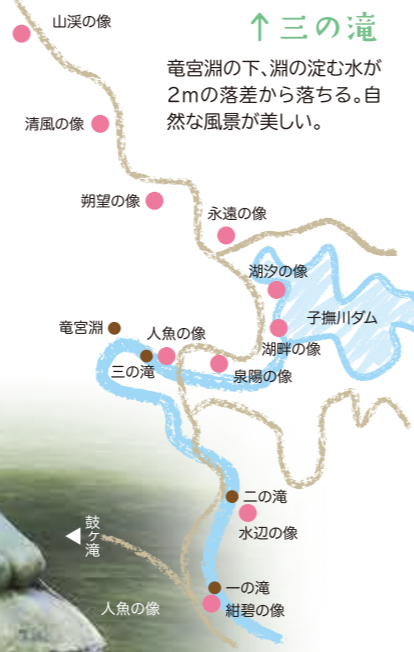 ↑三の滝
竜宮淵の下、淵の淀む水が
2mの落差から落ちる。自
然な風景が美しい。
山渓の像
清風の像
朔望の像
永遠の像
湖汐の像
子撫川ダム
竜宮淵
人魚の像
湖畔の像
三の滝
泉陽の像
二の滝
水辺の像
鼓ヶ滝
一の滝
人魚の像
紺碧の像